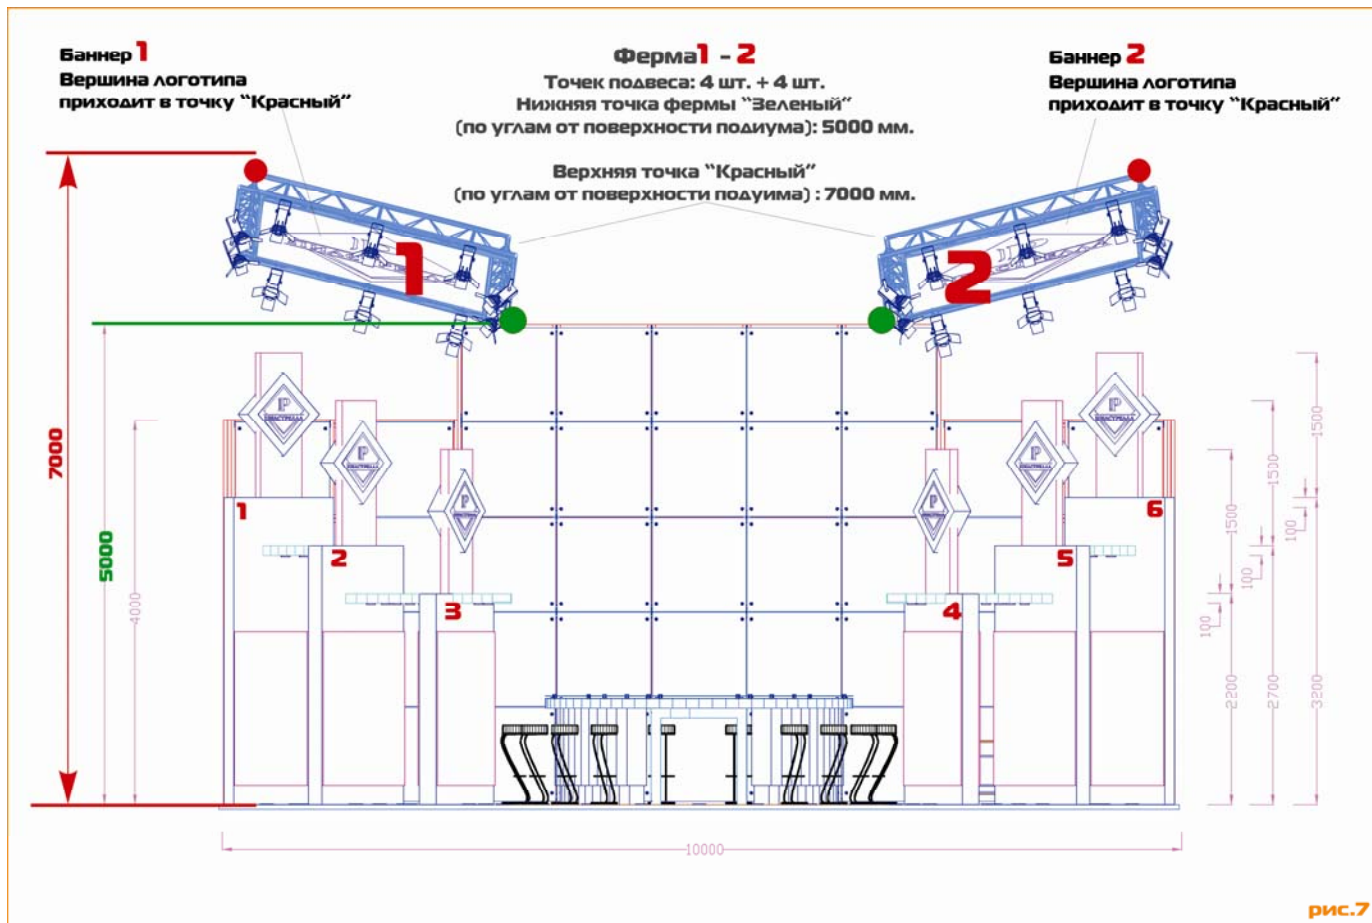 Баннер 1
Вершина логотипа
приходит в точку “Красный”
Ферма1 - 2
Точек подвеса: 4 шт. + 4 шт.
Нижняя точка фермы “Зеленый”
(по углам от поверхности подиума): 5000 мм.
Верхняя точка “Красный”
(по углам от поверхности подуима) : 7000 мм.
Баннер 2
Вершина логотипа
приходит в точку “Красный”
1
2
7000
5000
4000
P
P
P
P
P
P
1
2
3
4
5
6
1500
1500
1500
100
100
100
2200
2700
3200
10000
рис.7